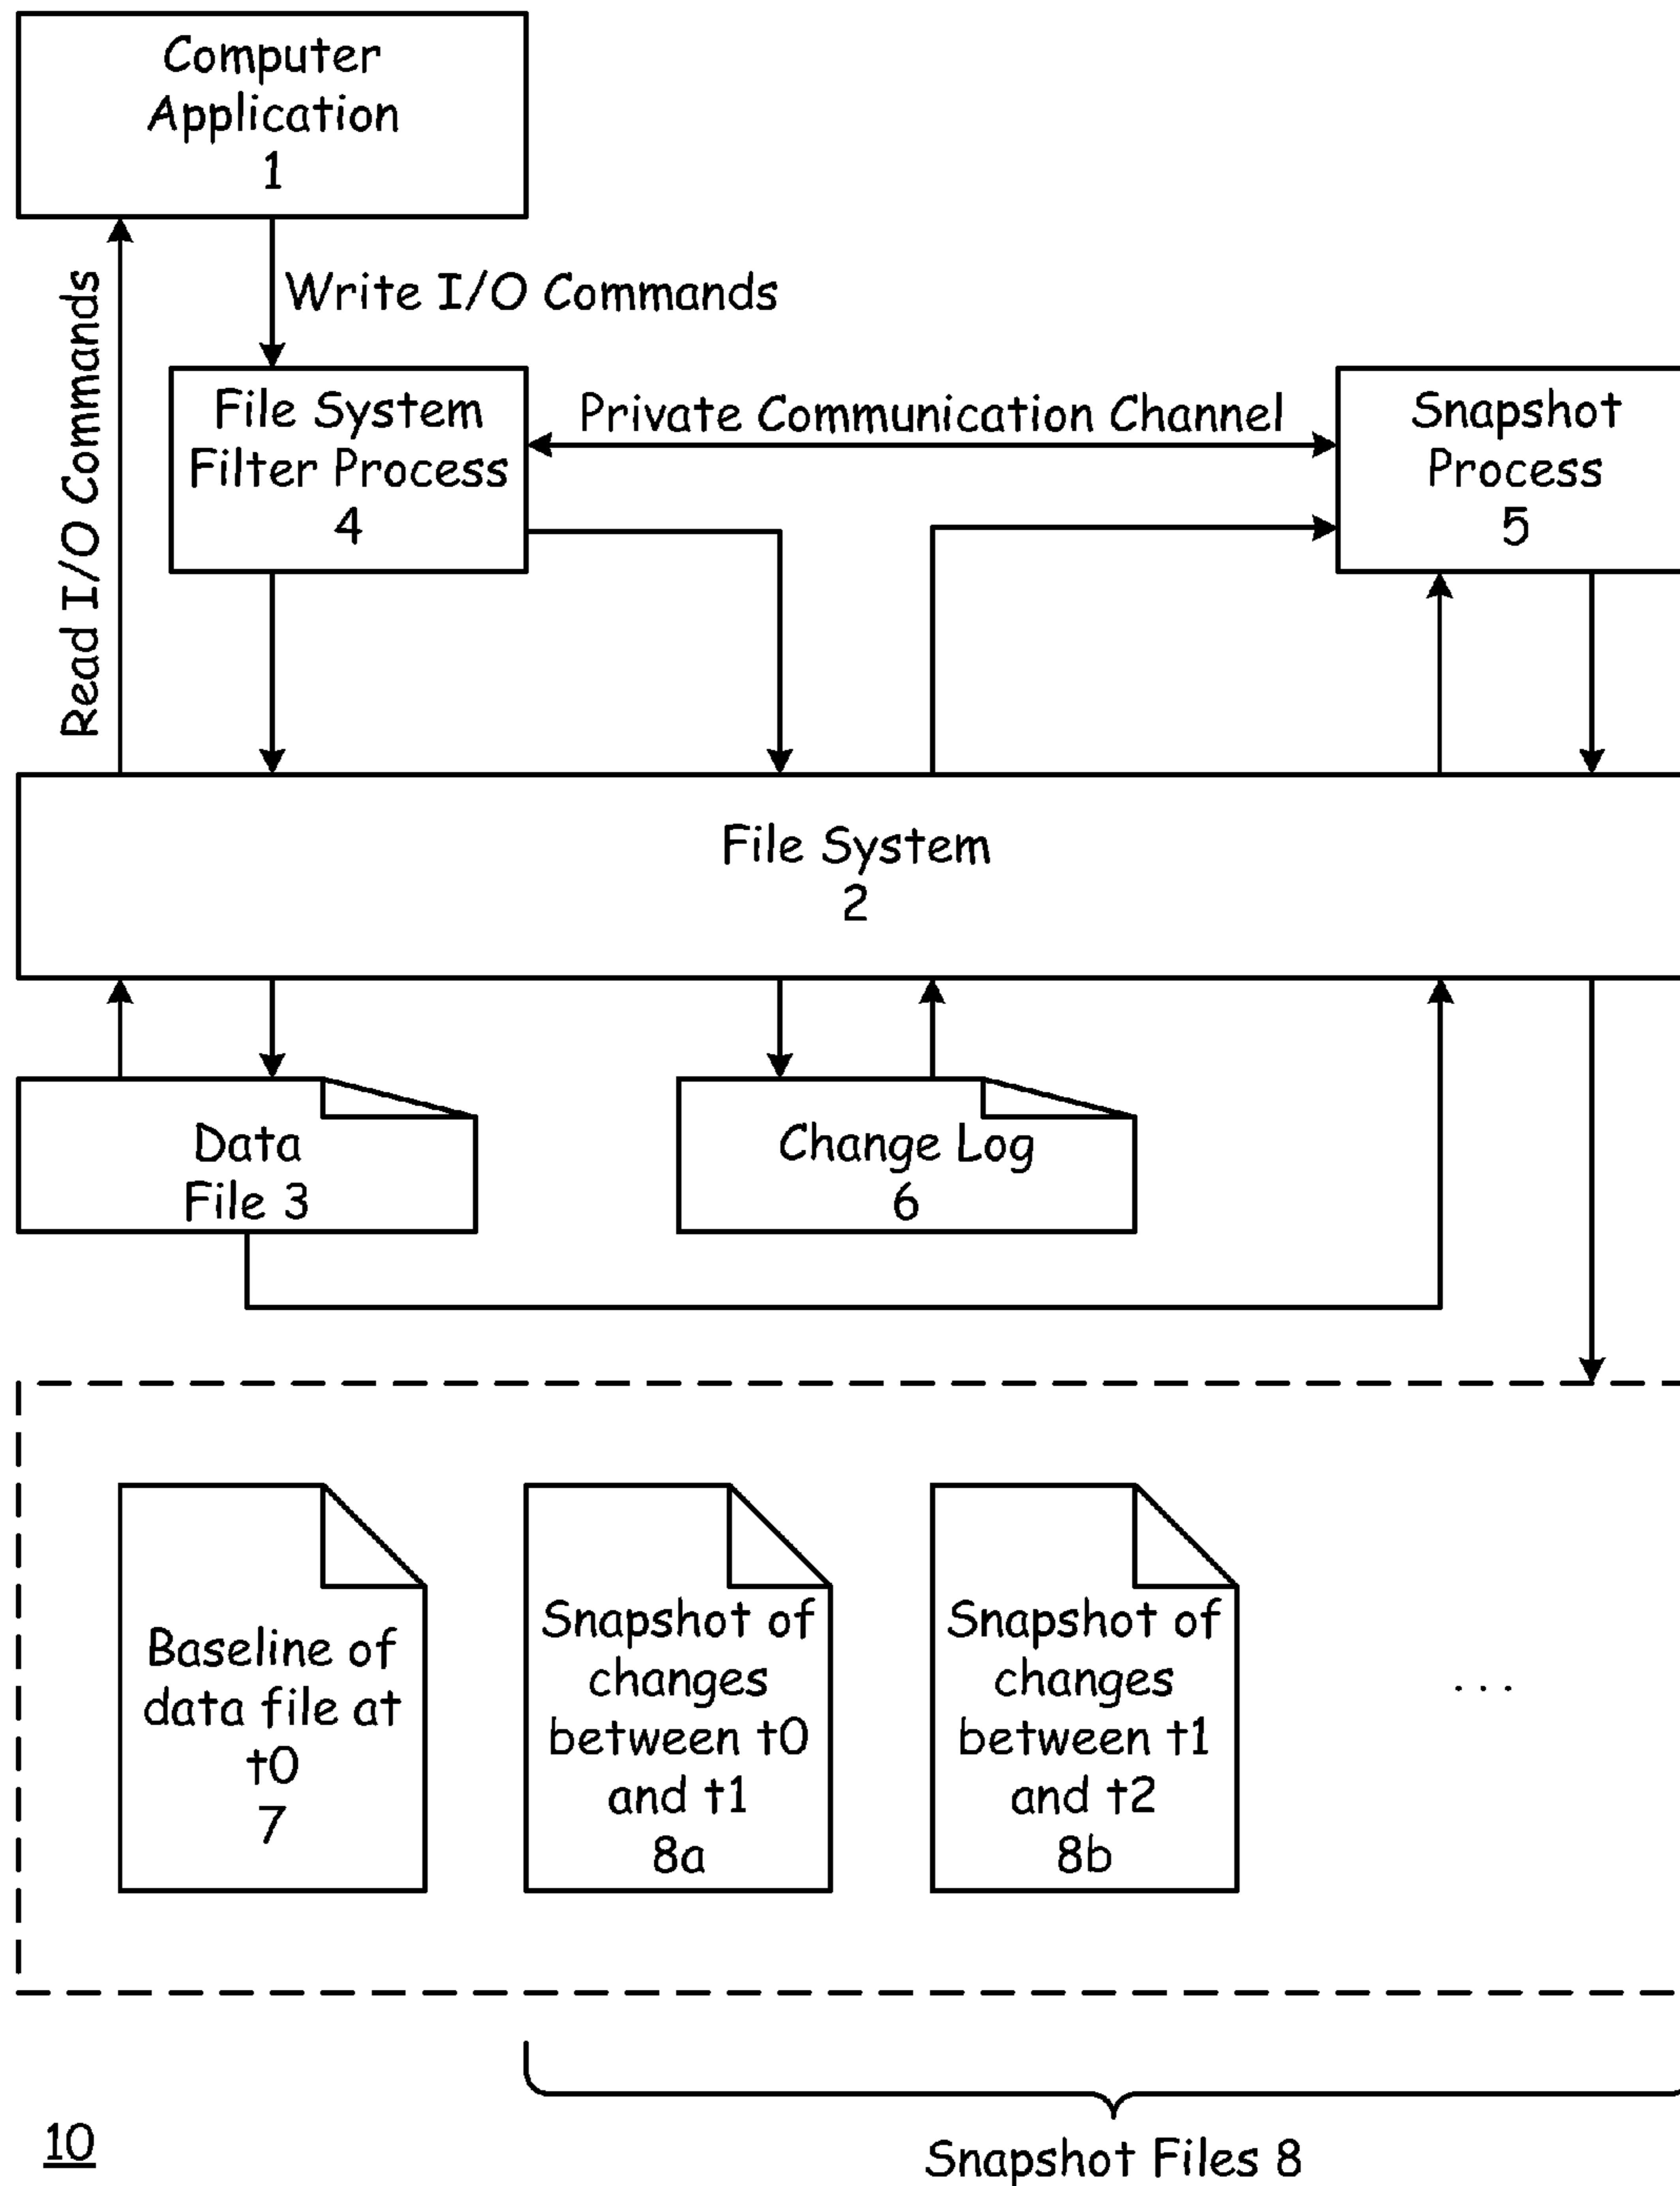 Computer
Application
1
Read I/O Commands
Write I/O Commands
File System
Filter Process
4
Private Communication Channel
Snapshot
Process
5
File System
2
Data
File 3
Change Log
6
Baseline of
data file at
t0
7
Snapshot of
changes
between t0
and t1
8a
Snapshot of
changes
between t1
and t2
8b
. . .
10
Snapshot Files 8